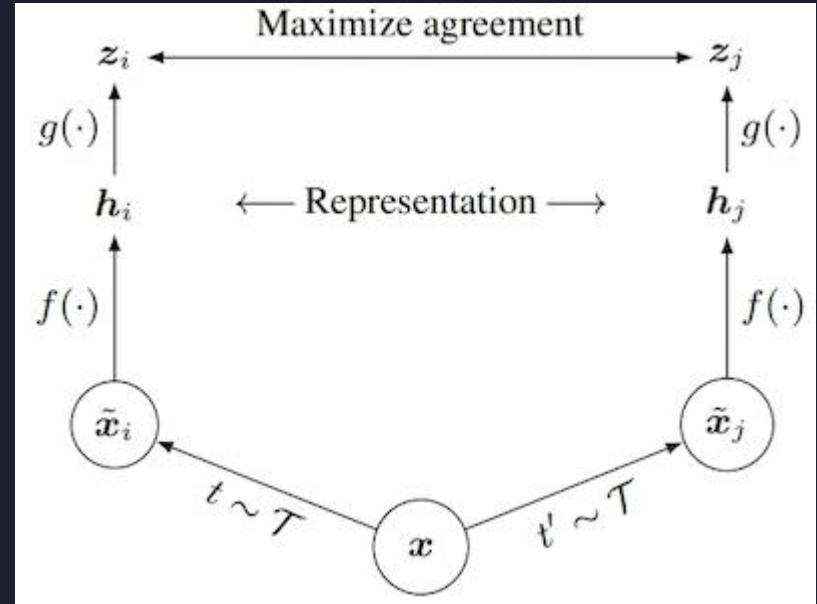 Maximize agreement
z_i z_j
g(·) g(·)
h_i ← Representation → h_j
f(·) f(·)
x̃_i x̃_j
t ~ 𝒯 t' ~ 𝒯
x